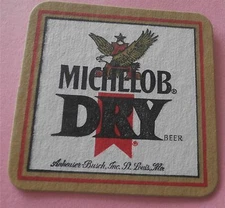 MICHELOB®
DRY®
BEER
Anheuser-Busch, Inc. St. Louis, Mo.